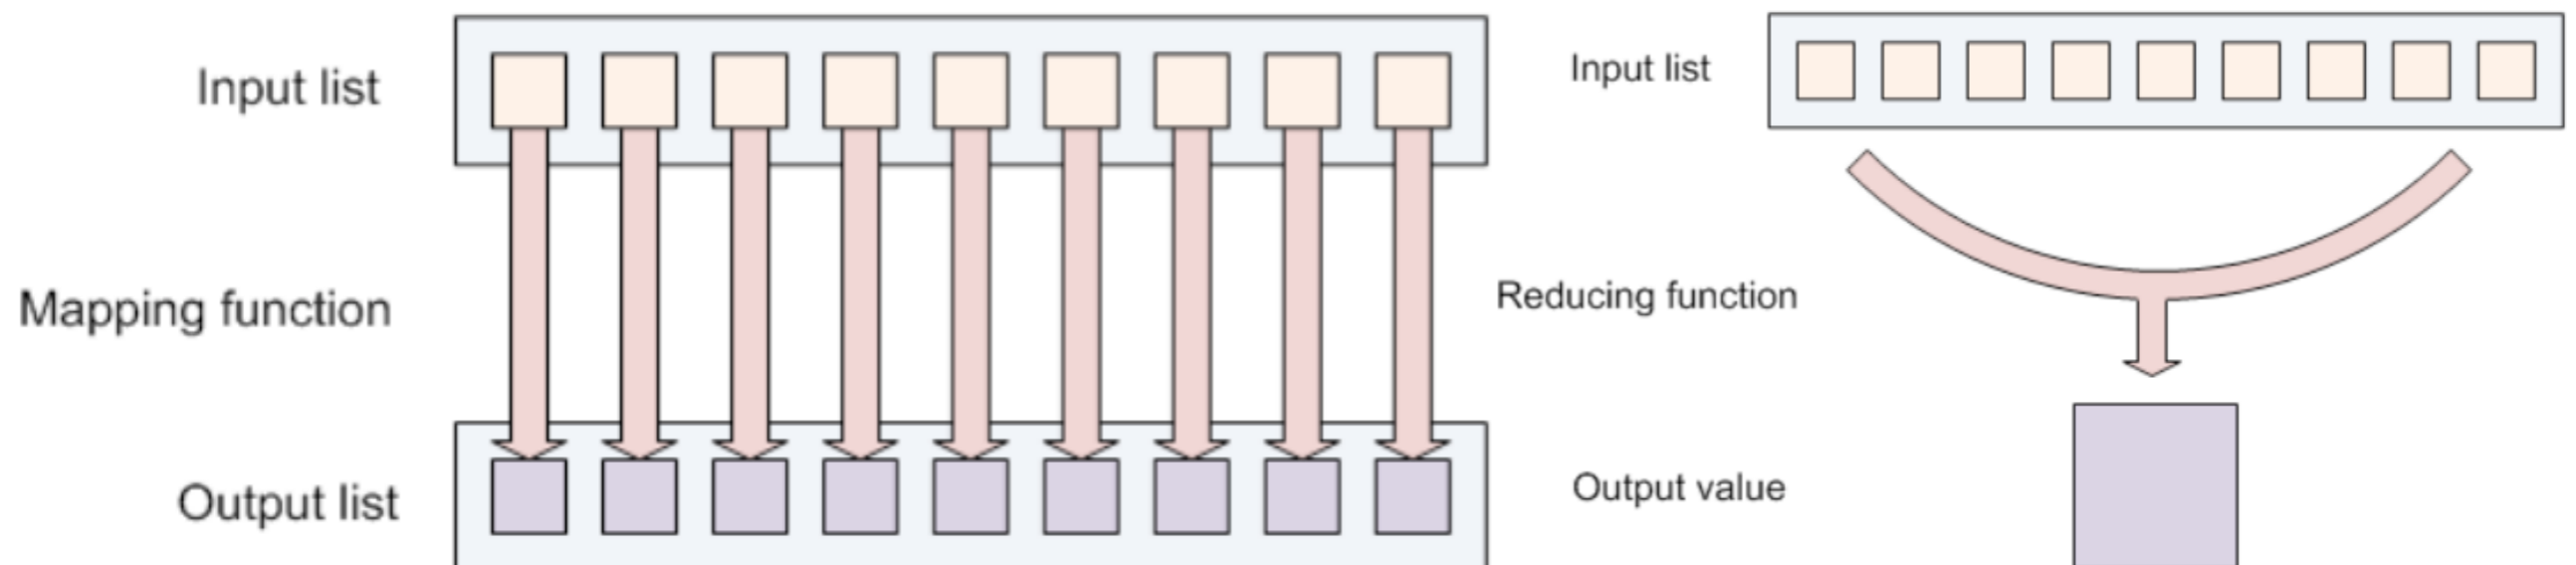 Input list
Mapping function
Output list
Input list
Reducing function
Output value